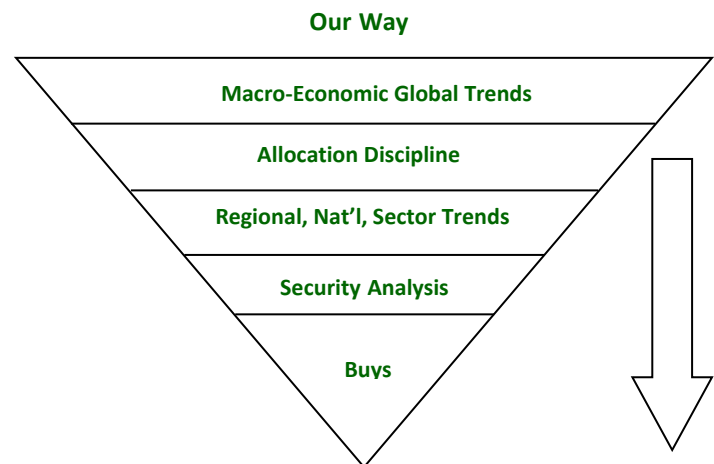 Our Way
Macro-Economic Global Trends
Allocation Discipline
Regional, Nat’l, Sector Trends
Security Analysis
Buys